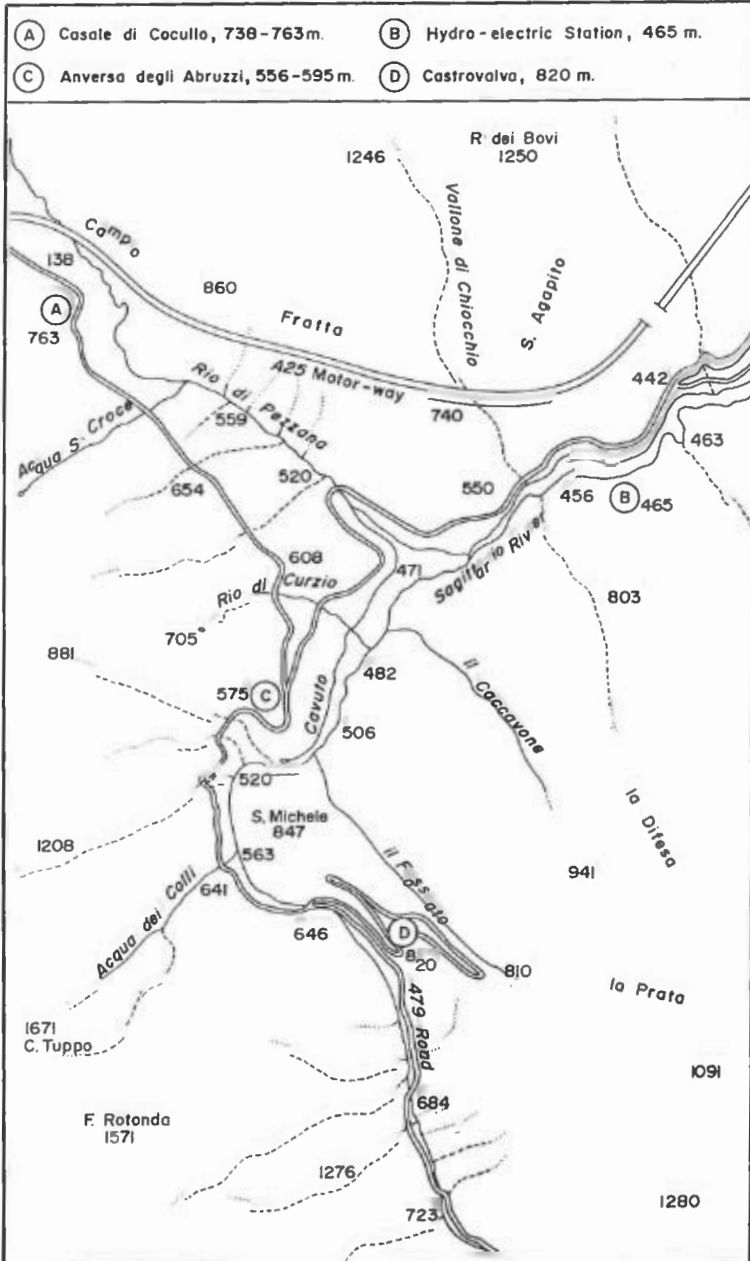 A Casale di Cocullo, 738-763m.
B Hydro-electric Station, 465 m.
C Anversa degli Abruzzi, 556-595 m.
D Castrovalva, 820 m.
R. dei Bovi
1250
1246
Campo
138
860
Vallone di Chiocchio
S. Agapito
A
763
Fratta
A25 Motor-way
442
Rio di Pezzana
740
559
Acqua S. Croce
463
654
520
550
456
B
465
Sagittario River
608
471
Rio di Curzio
803
705
881
482
il Caccavone
575
C
Cavuto
506
520
la Difesa
S. Michele
847
1208
563
941
il Fossato
641
Acqua dei Colli
D
646
820
810
479 Road
la Prata
1671
C. Tuppo
1091
684
F. Rotonda
1571
1276
1280
723